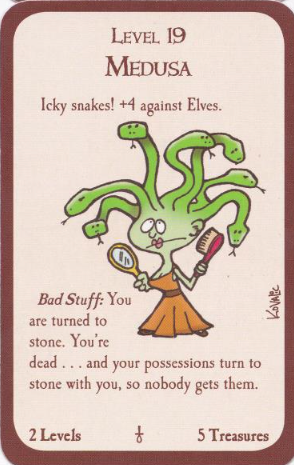 LEVEL 19
MEDUSA
Icky snakes! +4 against Elves.
Bad Stuff: You
are turned to
stone. You're
dead . . . and your possessions turn to
stone with you, so nobody gets them.
KOVALIC
2 Levels
5 Treasures